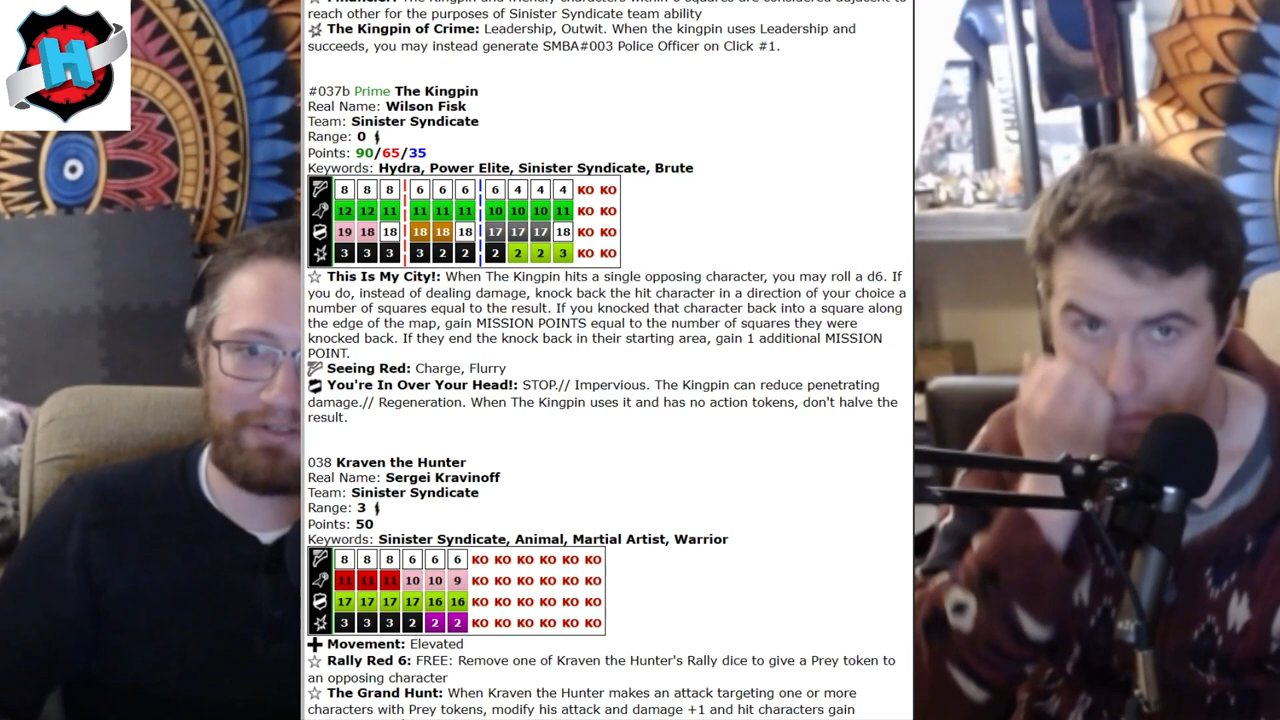 reach other for the purposes of Sinister Syndicate team ability
The Kingpin of Crime: Leadership, Outwit. When the kingpin uses Leadership and
succeeds, you may instead generate SMBA#003 Police Officer on Click #1.
#037b Prime The Kingpin
Real Name: Wilson Fisk
Team: Sinister Syndicate
Range: 0
Points: 90/65/35
Keywords: Hydra, Power Elite, Sinister Syndicate, Brute
8 8 8 6 6 6 6 4 4 4 KO KO
12 12 11 11 11 11 10 10 10 11 KO KO
19 18 18 18 18 18 17 17 17 18 KO KO
3 3 3 3 2 2 2 2 2 3 KO KO
This Is My City!: When The Kingpin hits a single opposing character, you may roll a d6. If
you do, instead of dealing damage, knock back the hit character in a direction of your choice a
number of squares equal to the result. If you knocked that character back into a square along
the edge of the map, gain MISSION POINTS equal to the number of squares they were
knocked back. If they end the knock back in their starting area, gain 1 additional MISSION
POINT.
Seeing Red: Charge, Flurry
You're In Over Your Head!: STOP.// Impervious. The Kingpin can reduce penetrating
damage.// Regeneration. When The Kingpin uses it and has no action tokens, don't halve the
result.
038 Kraven the Hunter
Real Name: Sergei Kravinoff
Team: Sinister Syndicate
Range: 3
Points: 50
Keywords: Sinister Syndicate, Animal, Martial Artist, Warrior
8 8 8 6 6 6 KO KO KO KO KO KO
11 11 11 10 10 9 KO KO KO KO KO KO
17 17 17 17 16 16 KO KO KO KO KO KO
3 3 3 2 2 2 KO KO KO KO KO KO
Movement: Elevated
Rally Red 6: FREE: Remove one of Kraven the Hunter's Rally dice to give a Prey token to
an opposing character
The Grand Hunt: When Kraven the Hunter makes an attack targeting one or more
characters with Prey tokens, modify his attack and damage +1 and hit characters gain
H